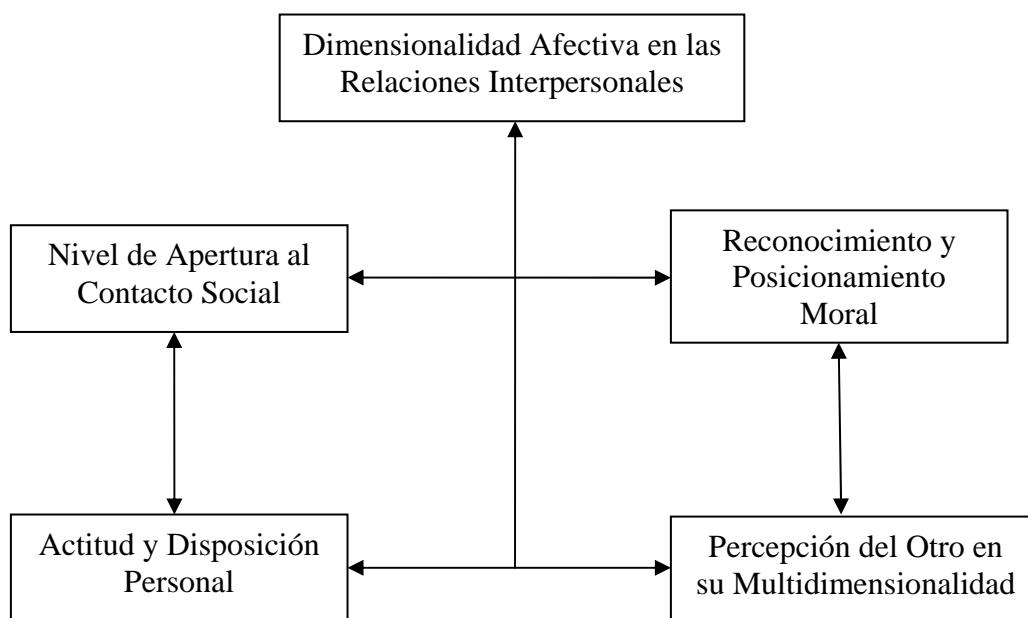 Dimensionalidad Afectiva en las
Relaciones Interpersonales
Nivel de Apertura al
Contacto Social
Reconocimiento y
Posicionamiento
Moral
Actitud y Disposición
Personal
Percepción del Otro en
su Multidimensionalidad